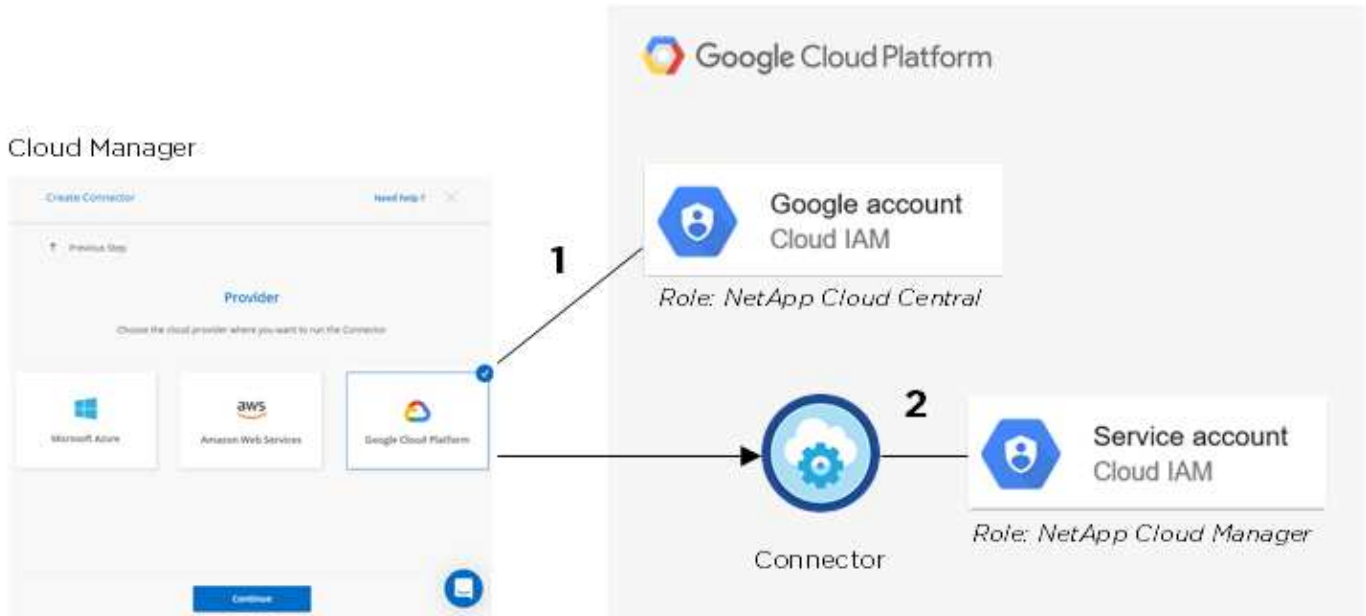 Google Cloud Platform
Cloud Manager
Create Connector
Need help ?
Previous Step
Provider
Choose the cloud provider where you want to run the Connector
Microsoft Azure
aws
Amazon Web Services
Google Cloud Platform
Continue
1
Google account
Cloud IAM
Role: NetApp Cloud Central
Connector
2
Service account
Cloud IAM
Role: NetApp Cloud Manager